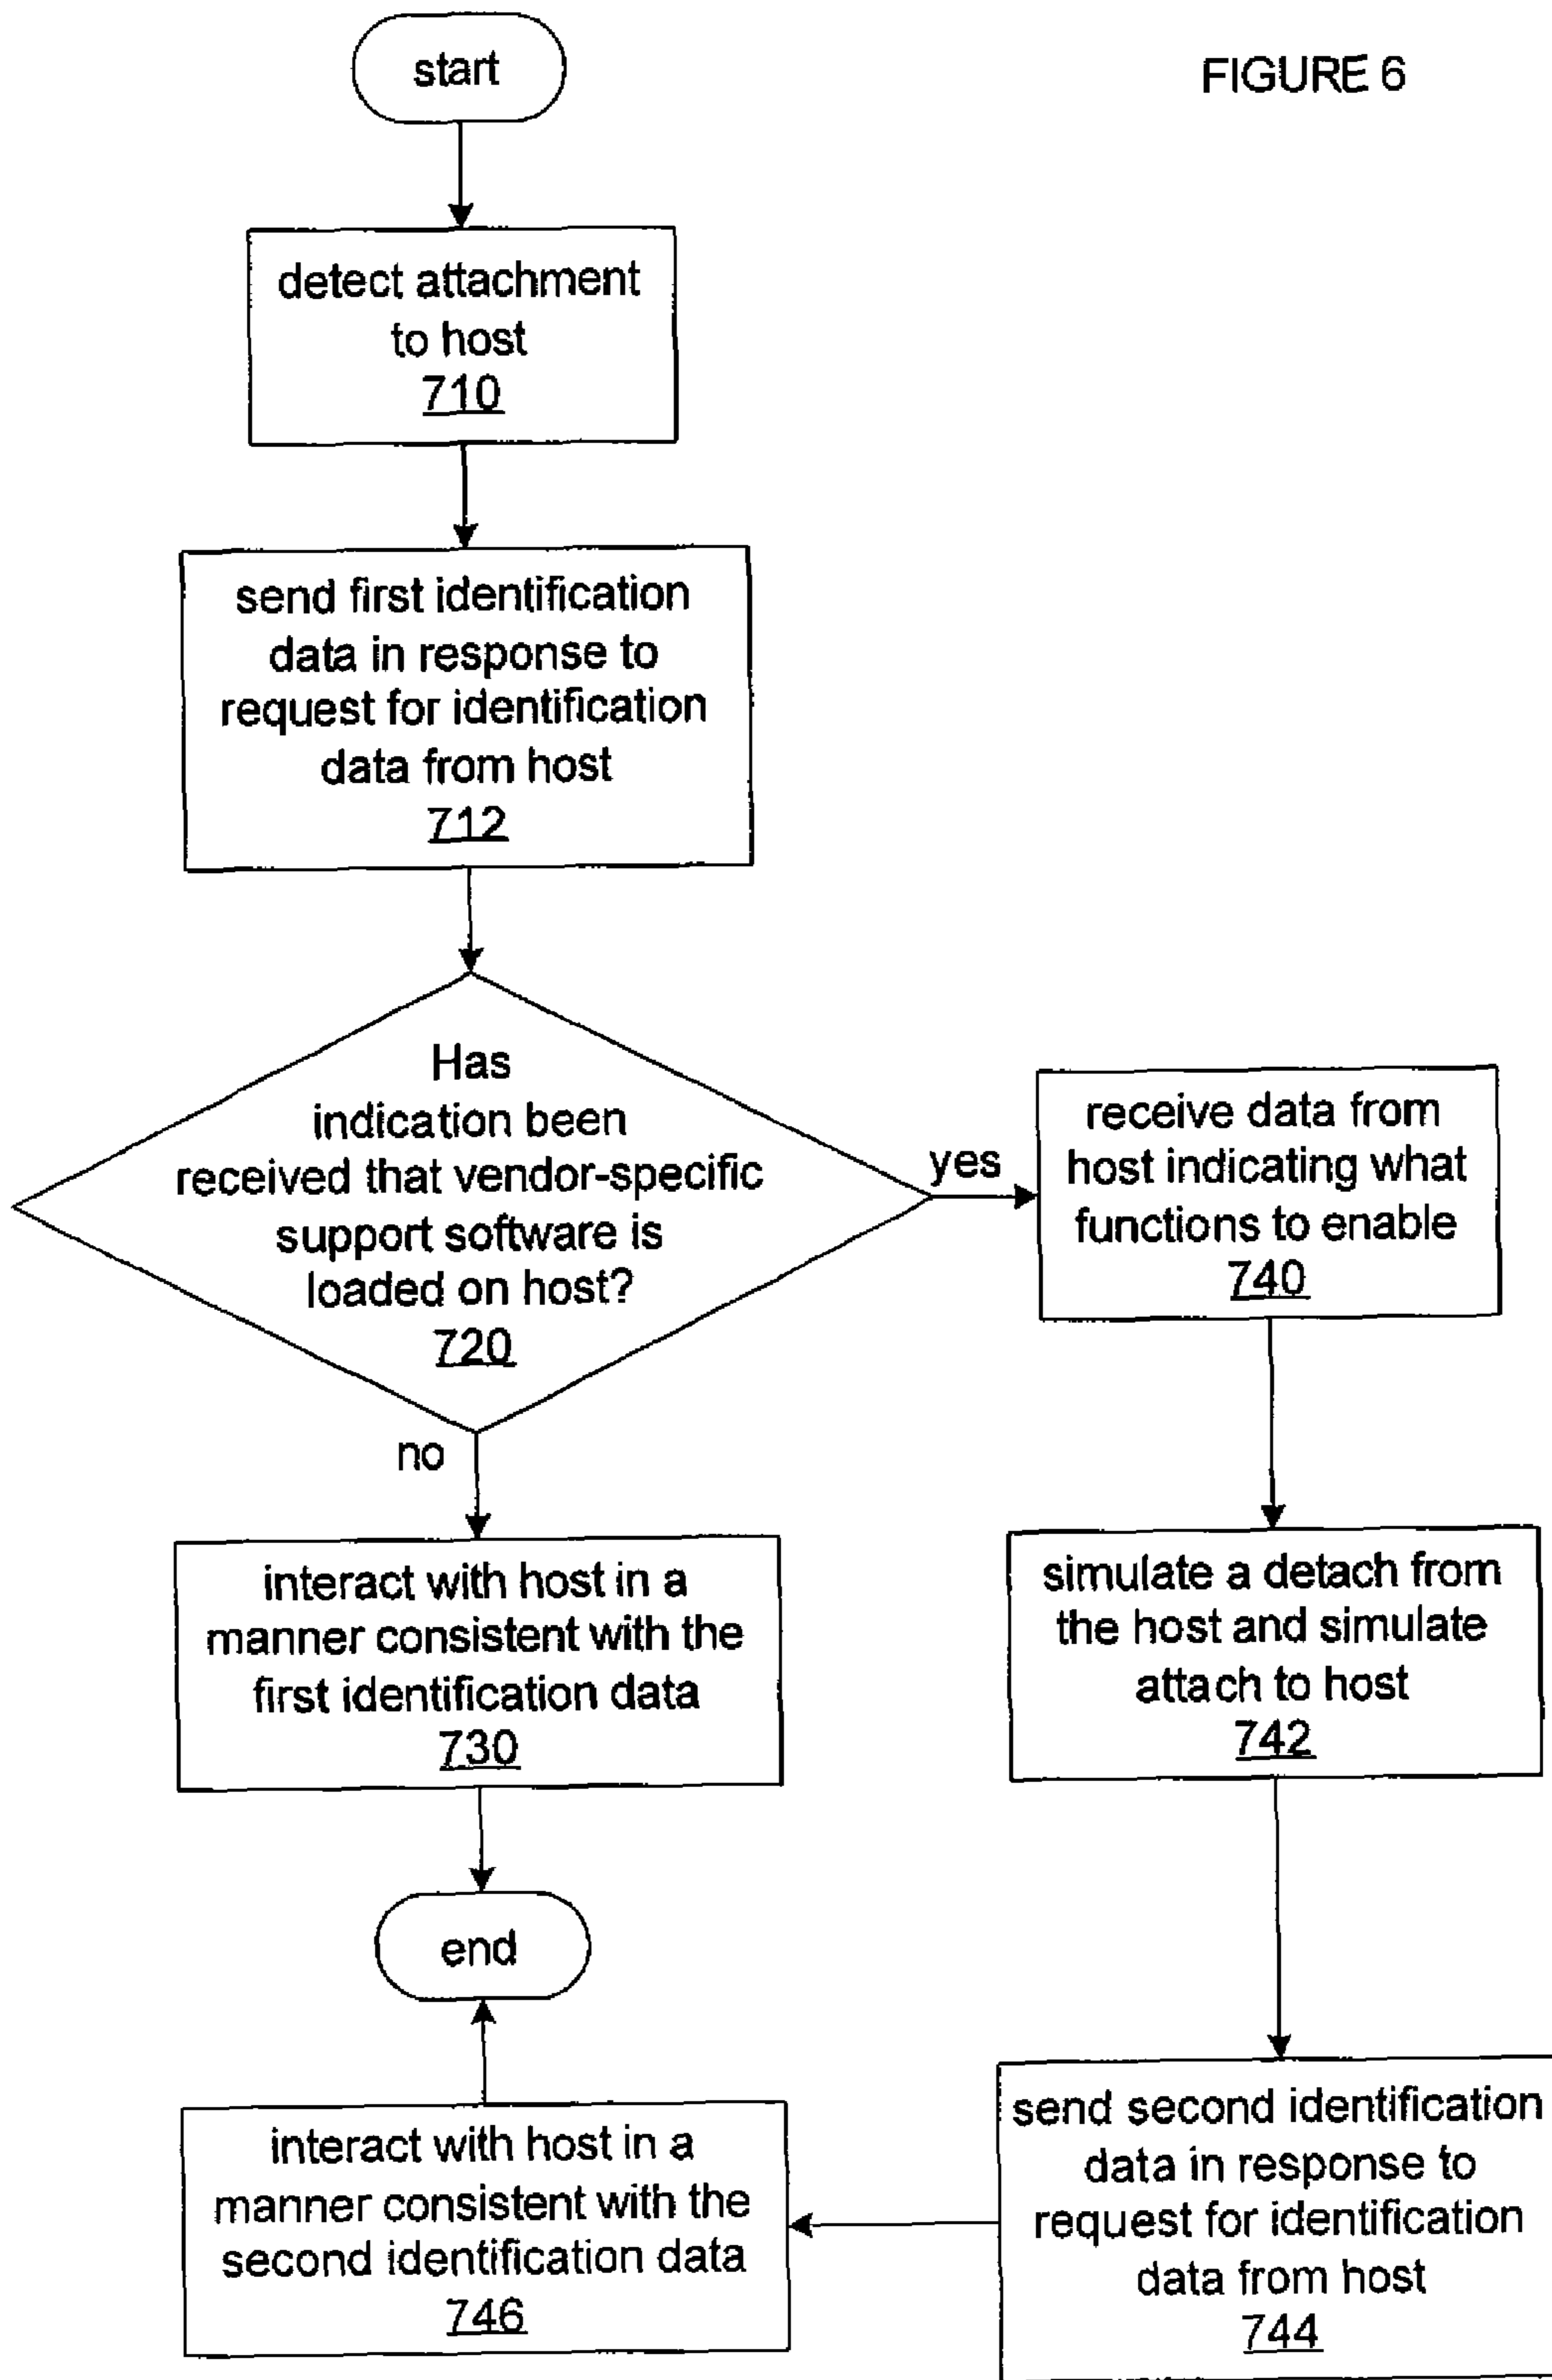 FIGURE 6
start
detect attachment
to host
710
send first identification
data in response to
request for identification
data from host
712
Has
indication been
received that vendor-specific
support software is
loaded on host?
720
yes
no
receive data from
host indicating what
functions to enable
740
interact with host in a
manner consistent with the
first identification data
730
simulate a detach from
the host and simulate
attach to host
742
end
send second identification
data in response to
request for identification
data from host
744
interact with host in a
manner consistent with the
second identification data
746